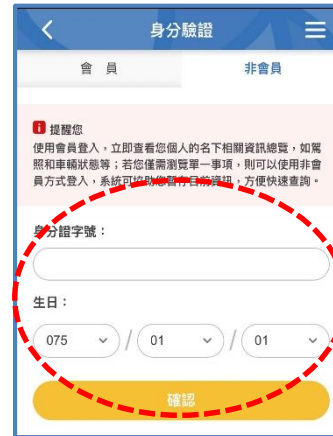 身分驗證
會 員
非會員
提醒您
使用會員登入,立即查看您個人的名下相關資訊總覽,如駕
照和車輛狀態等;若您僅需瀏覽單一事項,則可以使用非會
員方式登入,系統可協助您暫存目前資訊,方便快速查詢。
身分證字號:
生日:
075 / 01 / 01
確認